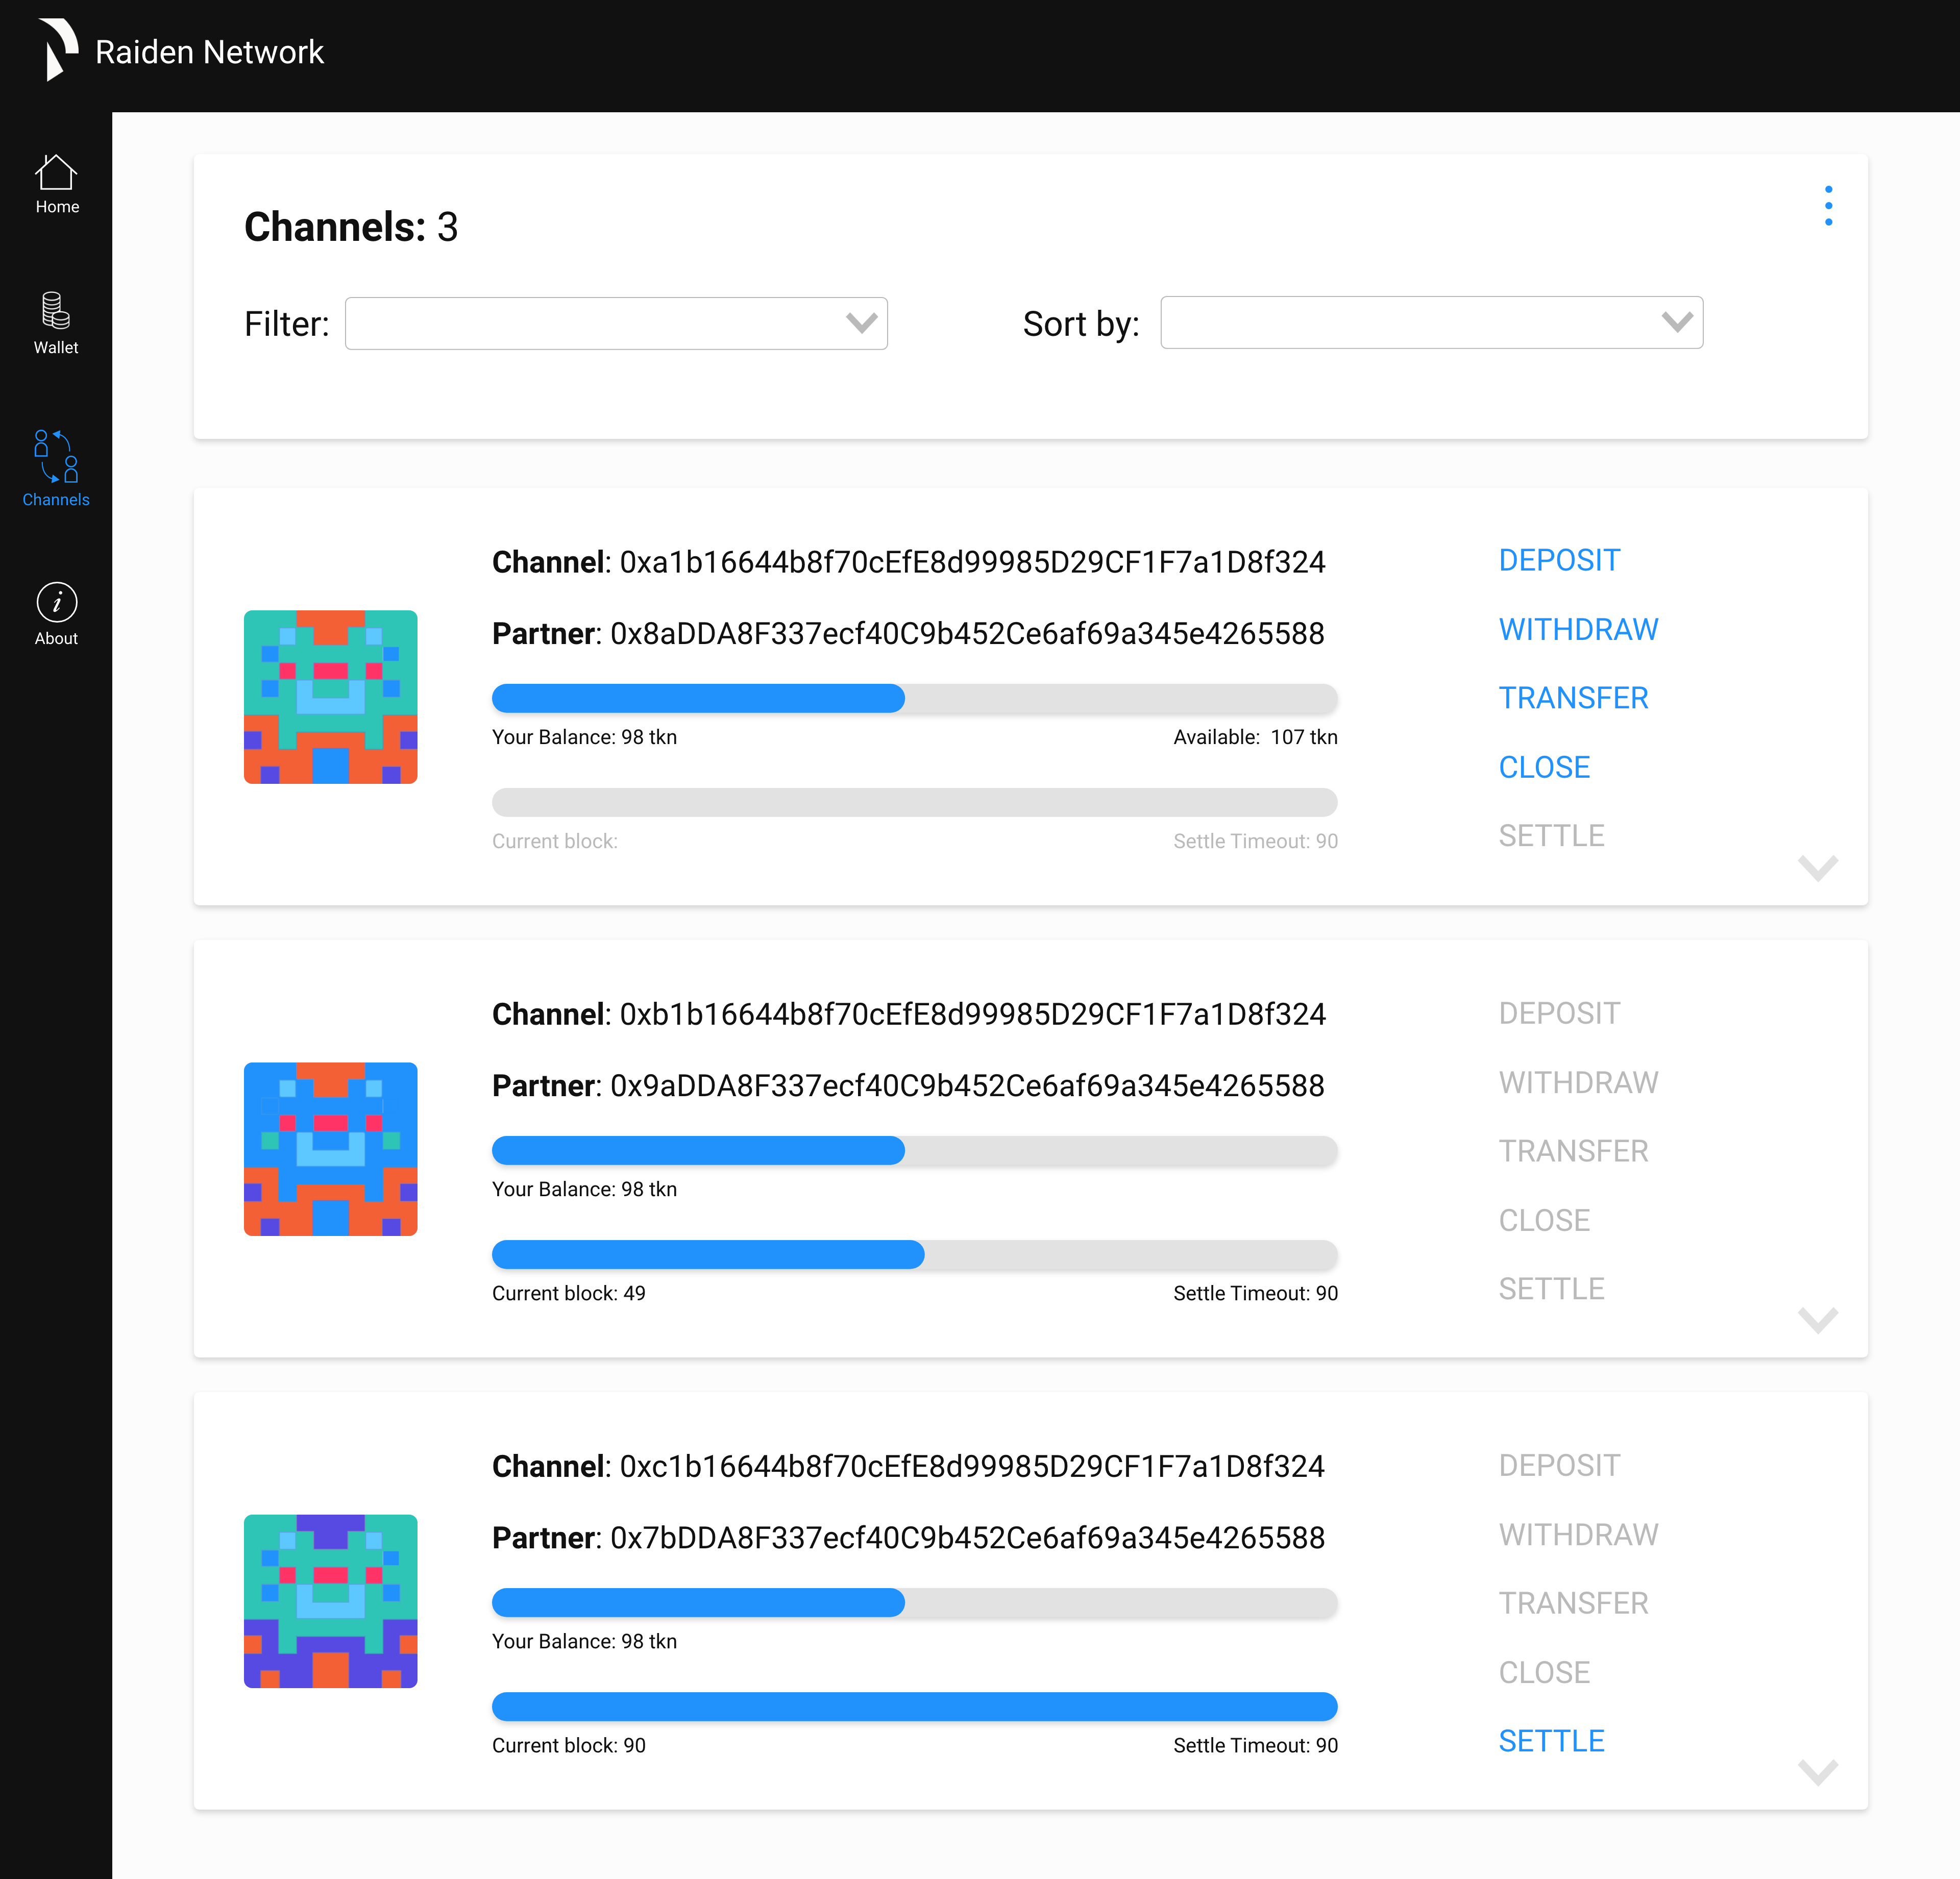 Raiden Network
Home
Wallet
Channels
About
Channels: 3
Filter:
Sort by:
Channel: 0xa1b16644b8f70cEfE8d99985D29CF1F7a1D8f324
Partner: 0x8aDDA8F337ecf40C9b452Ce6af69a345e4265588
Your Balance: 98 tkn
Available: 107 tkn
Current block:
Settle Timeout: 90
DEPOSIT
WITHDRAW
TRANSFER
CLOSE
SETTLE
Channel: 0xb1b16644b8f70cEfE8d99985D29CF1F7a1D8f324
Partner: 0x9aDDA8F337ecf40C9b452Ce6af69a345e4265588
Your Balance: 98 tkn
Current block: 49
Settle Timeout: 90
DEPOSIT
WITHDRAW
TRANSFER
CLOSE
SETTLE
Channel: 0xc1b16644b8f70cEfE8d99985D29CF1F7a1D8f324
Partner: 0x7bDDA8F337ecf40C9b452Ce6af69a345e4265588
Your Balance: 98 tkn
Current block: 90
Settle Timeout: 90
DEPOSIT
WITHDRAW
TRANSFER
CLOSE
SETTLE